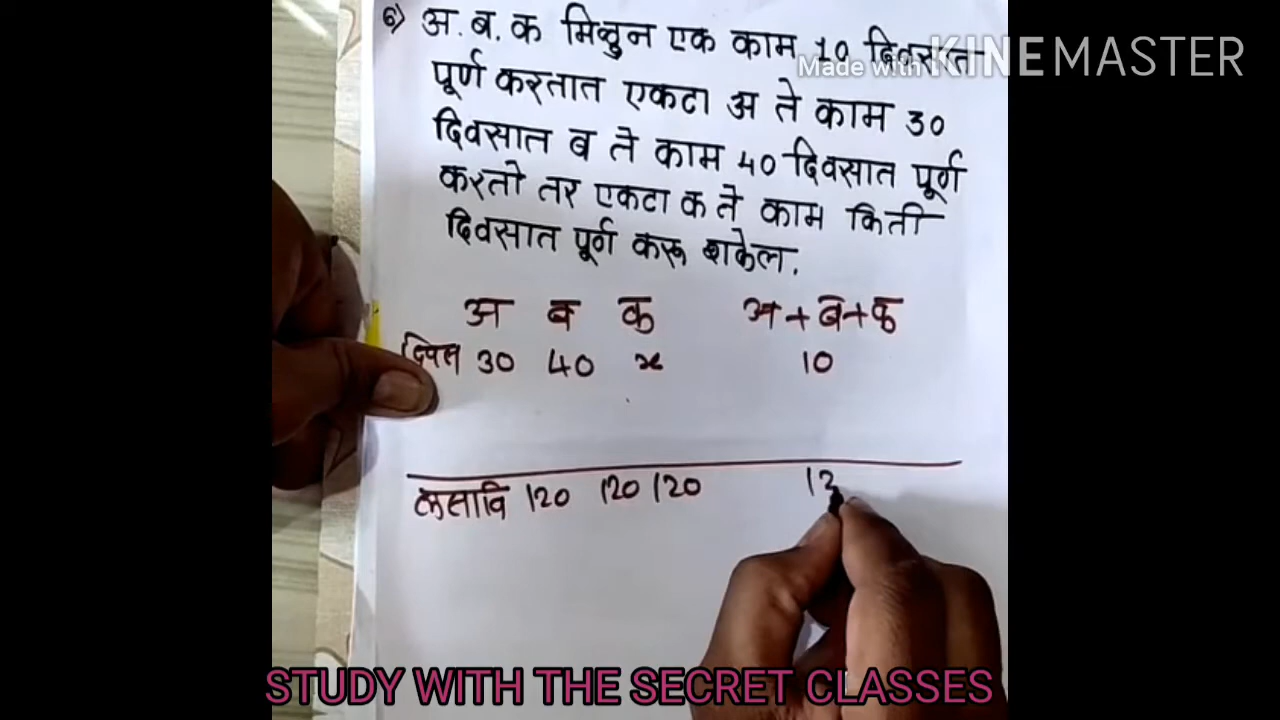 6) अ. ब. क मिळुन एक काम 10 दिवसात
पूर्ण करतात एकटा अ ते काम 30
दिवसात ब ते काम 40 दिवसात पूर्ण
करतो तर एकटा क ते काम किती
दिवसात पूर्ण करू शकेल.
अ ब क अ+ब+क
दिवस 30 40 x 10
लसावि 120 120 120 12
Made with KINEMASTER
STUDY WITH THE SECRET CLASSES